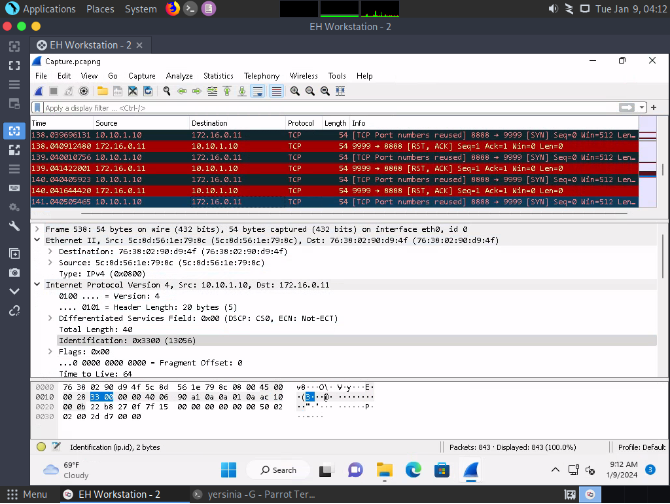 Applications Places System Tue Jan 9, 04:12
EH Workstation - 2
EH Workstation - 2 ×
Capture.pcapng
File Edit View Go Capture Analyze Statistics Telephony Wireless Tools Help
Apply a display filter ... <Ctrl-/>
Time Source Destination Protocol Length Info
138.039696131 10.10.1.10 172.16.0.11 TCP 54 [TCP Port numbers reused] 8888 → 9999 [SYN] Seq=0 Win=512 Len…
138.040912480 172.16.0.11 10.10.1.10 TCP 54 9999 → 8888 [RST, ACK] Seq=1 Ack=1 Win=0 Len=0
139.040010756 10.10.1.10 172.16.0.11 TCP 54 [TCP Port numbers reused] 8888 → 9999 [SYN] Seq=0 Win=512 Len…
139.041422001 172.16.0.11 10.10.1.10 TCP 54 9999 → 8888 [RST, ACK] Seq=1 Ack=1 Win=0 Len=0
140.040405923 10.10.1.10 172.16.0.11 TCP 54 [TCP Port numbers reused] 8888 → 9999 [SYN] Seq=0 Win=512 Len…
140.041644420 172.16.0.11 10.10.1.10 TCP 54 9999 → 8888 [RST, ACK] Seq=1 Ack=1 Win=0 Len=0
141.040505465 10.10.1.10 172.16.0.11 TCP 54 [TCP Port numbers reused] 8888 → 9999 [SYN] Seq=0 Win=512 Len…
Frame 538: 54 bytes on wire (432 bits), 54 bytes captured (432 bits) on interface eth0, id 0
Ethernet II, Src: 5c:8d:56:1e:79:8c (5c:8d:56:1e:79:8c), Dst: 76:38:02:90:d9:4f (76:38:02:90:d9:4f)
Destination: 76:38:02:90:d9:4f (76:38:02:90:d9:4f)
Source: 5c:8d:56:1e:79:8c (5c:8d:56:1e:79:8c)
Type: IPv4 (0x0800)
Internet Protocol Version 4, Src: 10.10.1.10, Dst: 172.16.0.11
0100 .... = Version: 4
.... 0101 = Header Length: 20 bytes (5)
Differentiated Services Field: 0x00 (DSCP: CS0, ECN: Not-ECT)
Total Length: 40
Identification: 0x3300 (13056)
Flags: 0x00
...0 0000 0000 0000 = Fragment Offset: 0
Time to Live: 64
0000 76 38 02 90 d9 4f 5c 8d 56 1e 79 8c 08 00 45 00 v8···O\· V·y···E·
0010 00 28 33 00 00 00 40 06 90 a1 0a 0a 01 0a ac 10 ·(3···@· ········
0020 00 0b 22 b8 27 0f 7f 15 00 00 00 00 00 00 50 02 ··"·'··· ······P·
0030 02 00 2d d7 00 00
Identification (ip.id), 2 bytes Packets: 843 · Displayed: 843 (100.0%) Profile: Default
69°F
Cloudy
Search
9:12 AM
1/9/2024
3
Menu EH Workstation - 2 yersinia -G - Parrot Ter...